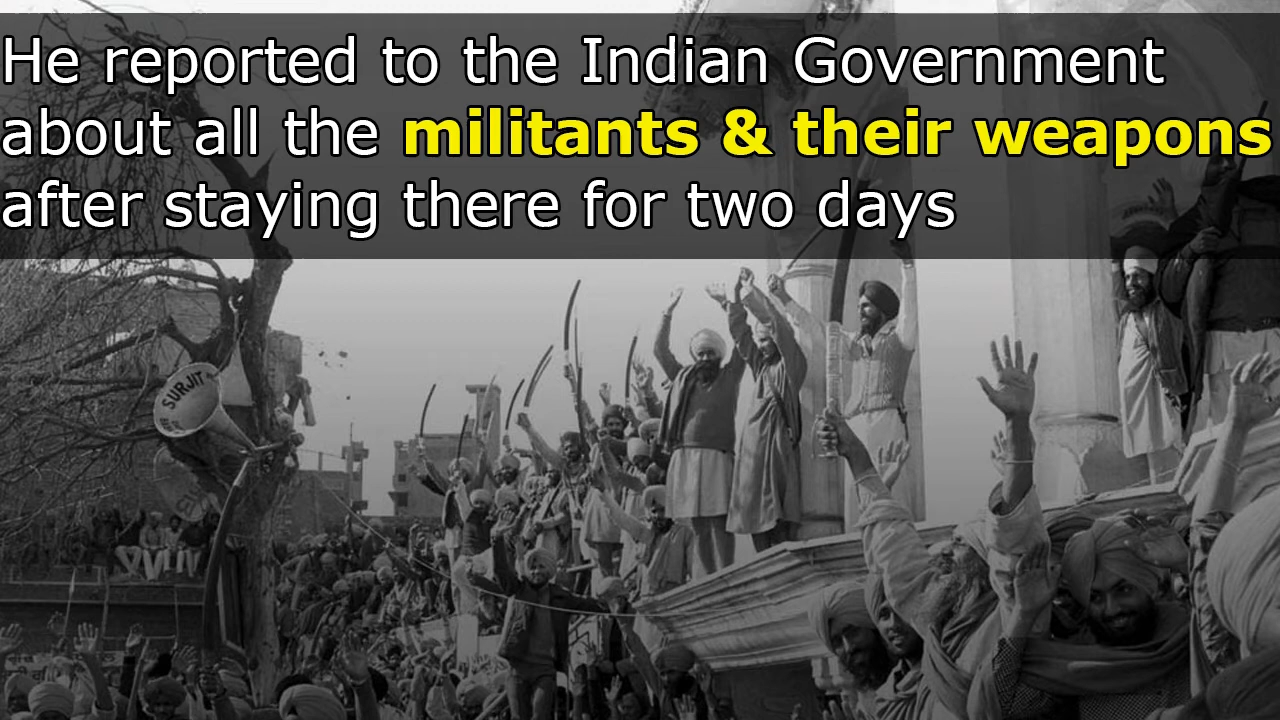 He reported to the Indian Government
about all the militants & their weapons
after staying there for two days
SURJIT